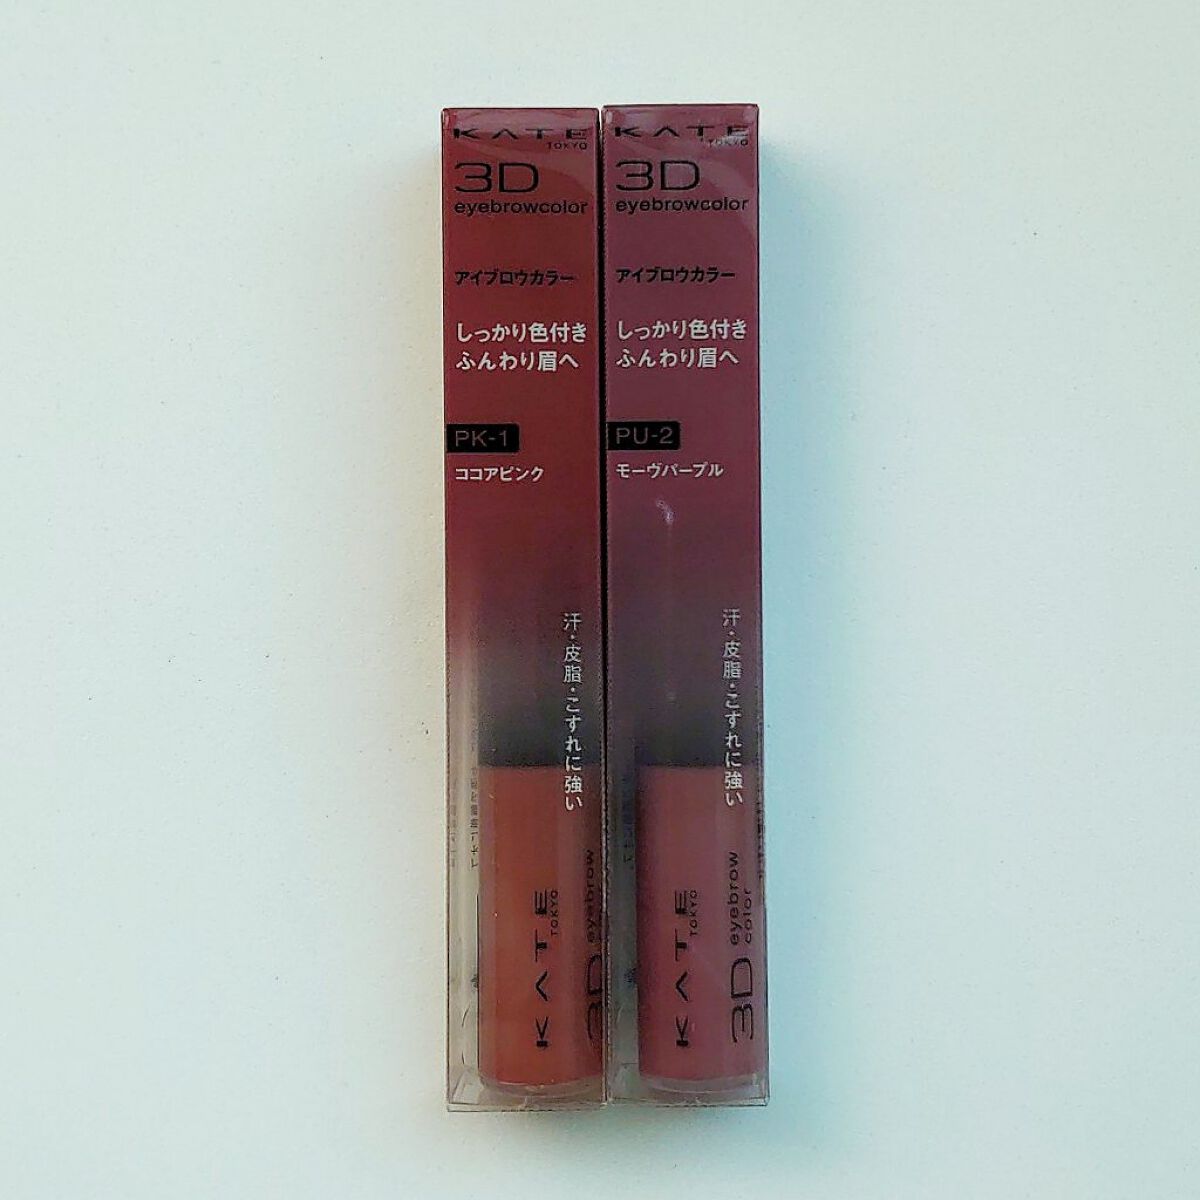 KATE
TOKYO
3D
eyebrowcolor
アイブロウカラー
しっかり色付き
ふんわり眉へ
PK-1
ココアピンク
汗・皮脂・こすれに強い
KATE
TOKYO
3D
eyebrow
KATE
TOKYO
3D
eyebrowcolor
アイブロウカラー
しっかり色付き
ふんわり眉へ
PU-2
モーヴパープル
汗・皮脂・こすれに強い
KATE
TOKYO
3D
eyebrow
color